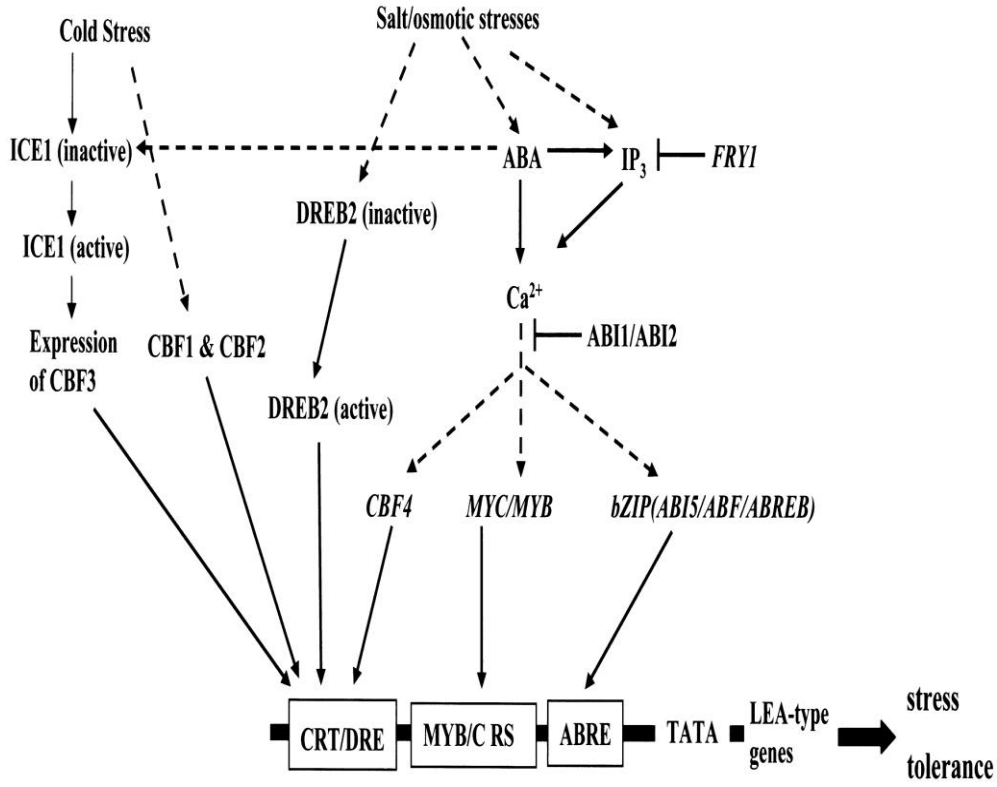 Salt/osmotic stresses
Cold Stress
ICE1 (inactive)
ABA
IP3
FRY1
DREB2 (inactive)
ICE1 (active)
Ca2+
Expression
of CBF3
CBF1 & CBF2
ABI1/ABI2
DREB2 (active)
CBF4
MYC/MYB
bZIP(ABI5/ABF/ABREB)
CRT/DRE
MYB/C RS
ABRE
TATA
LEA-type
genes
stress
tolerance